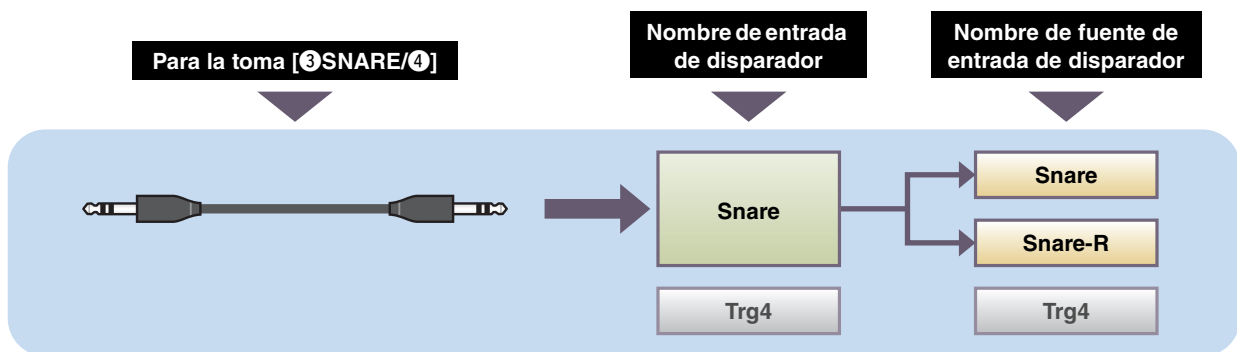 Para la toma [❸SNARE/❹]
Nombre de entrada
de disparador
Nombre de fuente de
entrada de disparador
Snare
Snare
Snare-R
Trg4
Trg4